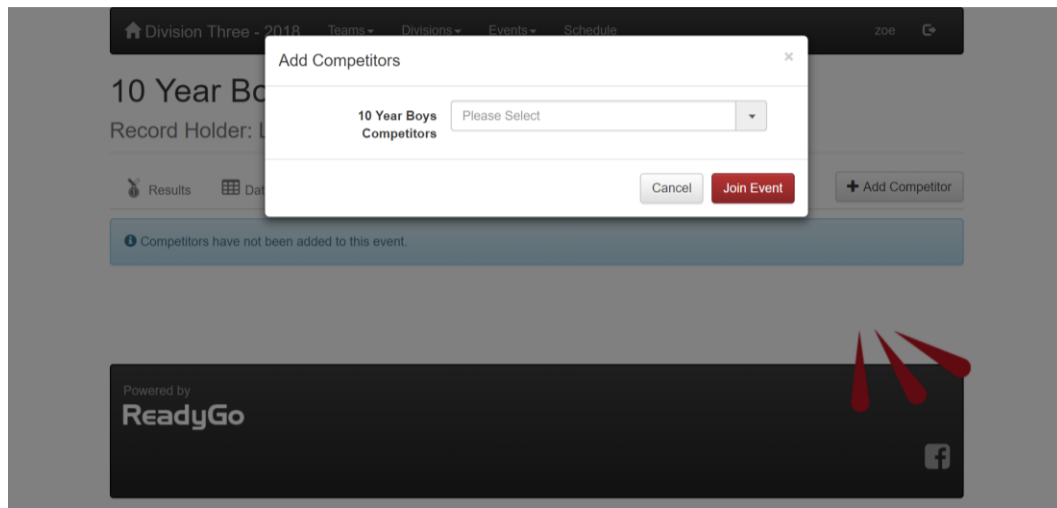 Division Three - 2018 Teams Divisions Events Schedule zoe
Add Competitors ×
10 Year Bo
Record Holder: L
10 Year Boys
Competitors
Please Select
Cancel Join Event
Results Dat + Add Competitor
Competitors have not been added to this event.
Powered by
ReadyGo